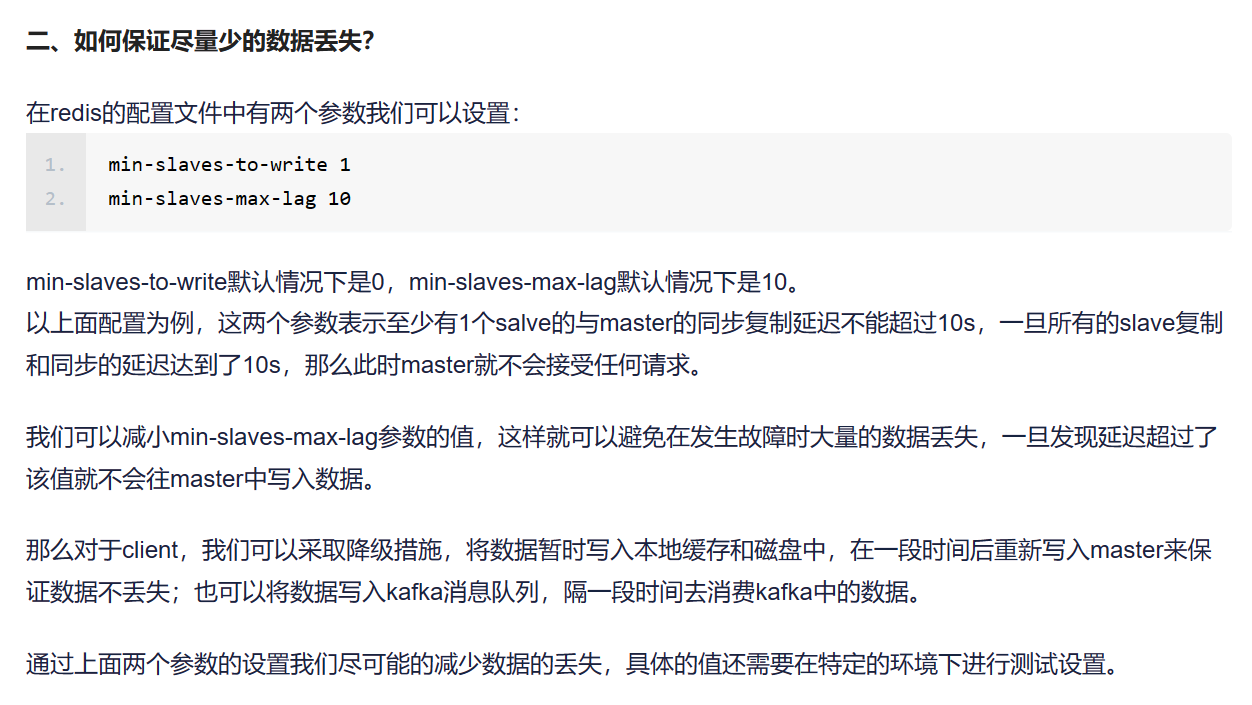 二、如何保证尽量少的数据丢失？
在redis的配置文件中有两个参数我们可以设置：
1. min-slaves-to-write 1
2. min-slaves-max-lag 10
min-slaves-to-write默认情况下是0，min-slaves-max-lag默认情况下是10。
以上面配置为例，这两个参数表示至少有1个salve的与master的同步复制延迟不能超过10s，一旦所有的slave复制
和同步的延迟达到了10s，那么此时master就不会接受任何请求。
我们可以减小min-slaves-max-lag参数的值，这样就可以避免在发生故障时大量的数据丢失，一旦发现延迟超过了
该值就不会往master中写入数据。
那么对于client，我们可以采取降级措施，将数据暂时写入本地缓存和磁盘中，在一段时间后重新写入master来保
证数据不丢失；也可以将数据写入kafka消息队列，隔一段时间去消费kafka中的数据。
通过上面两个参数的设置我们尽可能的减少数据的丢失，具体的值还需要在特定的环境下进行测试设置。